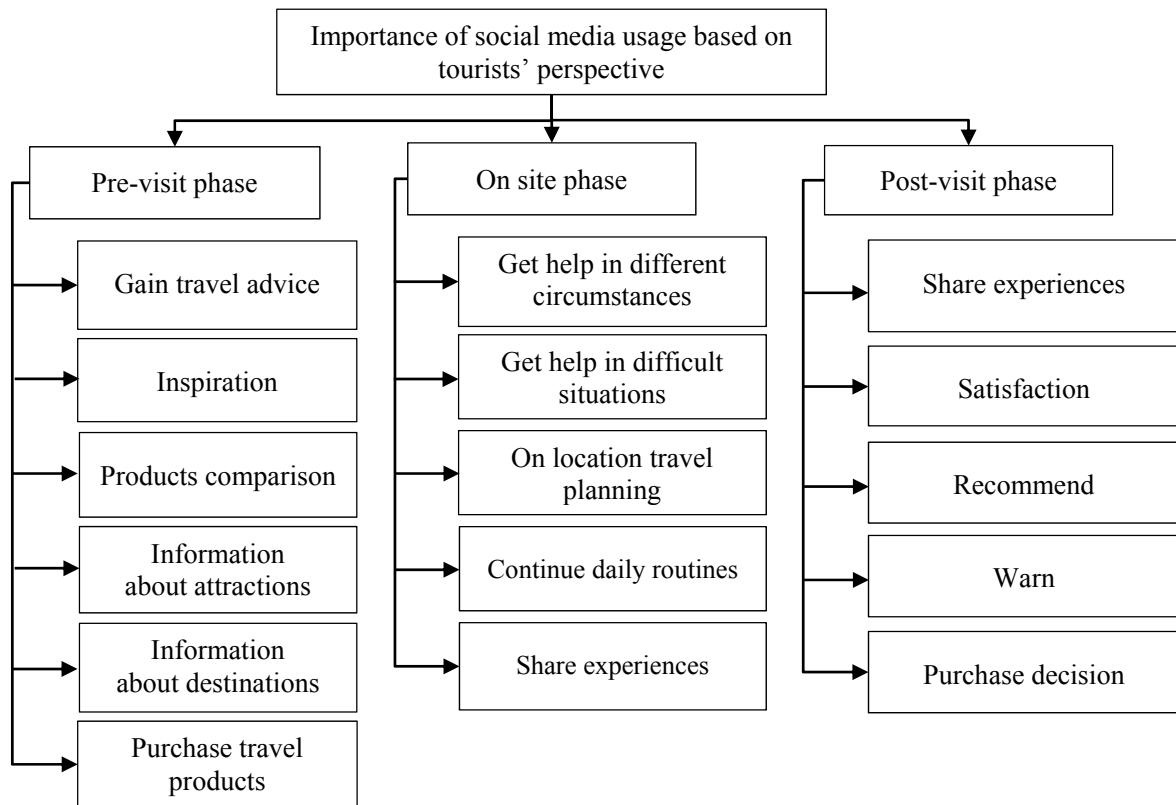 Importance of social media usage based on
tourists’ perspective
Pre-visit phase
Gain travel advice
Inspiration
Products comparison
Information
about attractions
Information
about destinations
Purchase travel
products
On site phase
Get help in different
circumstances
Get help in difficult
situations
On location travel
planning
Continue daily routines
Share experiences
Post-visit phase
Share experiences
Satisfaction
Recommend
Warn
Purchase decision